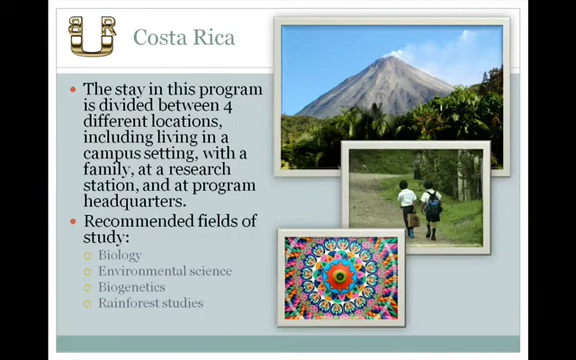 Costa Rica
The stay in this program
is divided between 4
different locations,
including living in a
campus setting, with a
family, at a research
station, and at program
headquarters.
Recommended fields of
study:
Biology
Environmental science
Biogenetics
Rainforest studies